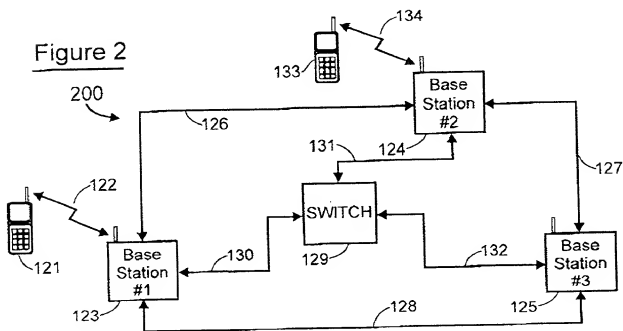 Figure 2
200
134
133
Base
Station
#2
126
131
124
127
122
SWITCH
121
Base
Station
#1
130
129
132
Base
Station
#3
123
125
128